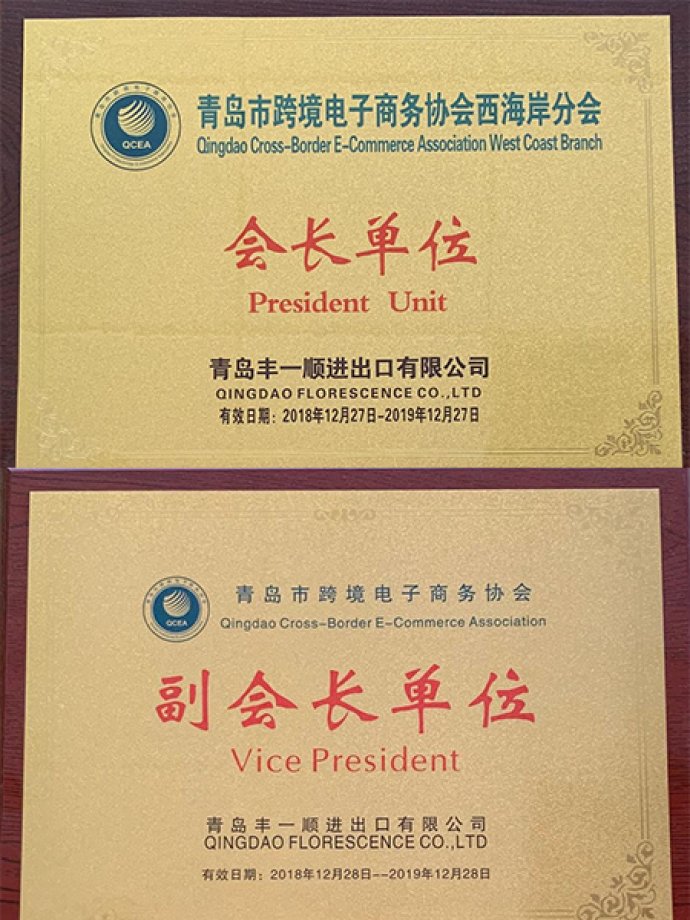 QCEA
青岛市跨境电子商务协会西海岸分会
Qingdao Cross-Border E-Commerce Association West Coast Branch
会长单位
President Unit
青岛丰一顺进出口有限公司
QINGDAO FLORESCENCE CO.,LTD
有效日期：2018年12月27日-2019年12月27日
QCEA
青岛市跨境电子商务协会
Qingdao Cross-Border E-Commerce Association
副会长单位
Vice President
青岛丰一顺进出口有限公司
QINGDAO FLORESCENCE CO.,LTD
有效日期：2018年12月28日--2019年12月28日